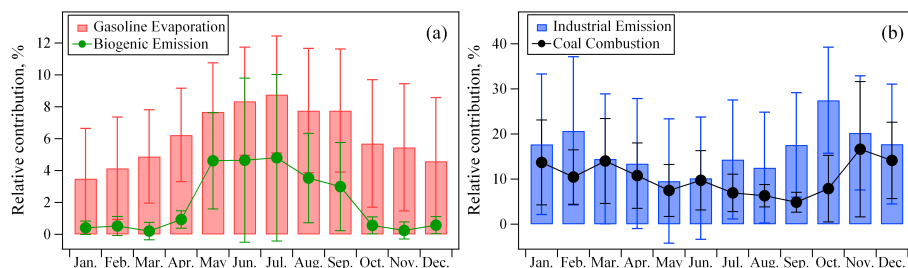 Gasoline Evaporation
Biogenic Emission
(a)
Relative contribution, %
12
10
8
6
4
2
0
Jan. Feb. Mar. Apr. May Jun. Jul. Aug. Sep. Oct. Nov. Dec.
Industrial Emission
Coal Combustion
(b)
Relative contribution, %
40
30
20
10
0
Jan. Feb. Mar. Apr. May Jun. Jul. Aug. Sep. Oct. Nov. Dec.